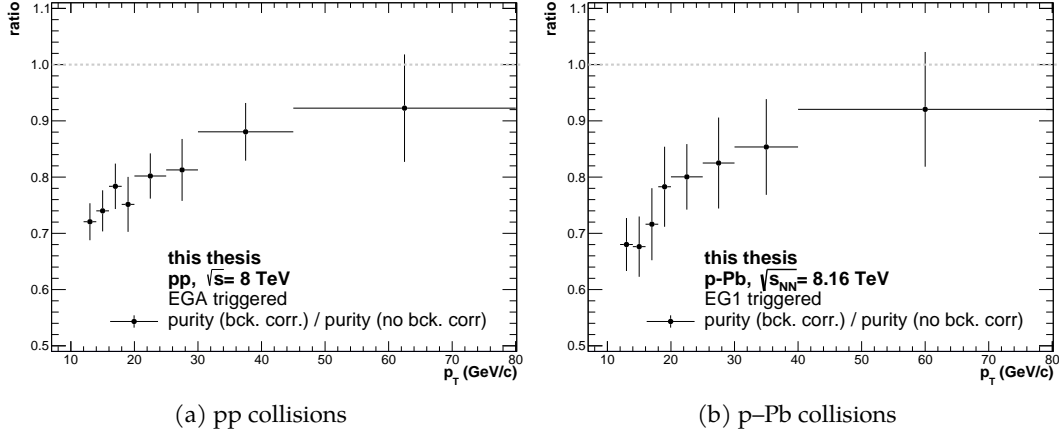 ratio
1.1
1.0
0.9
0.8
0.7
0.6
0.5
this thesis
pp, √s= 8 TeV
EGA triggered
purity (bck. corr.) / purity (no bck. corr)
10 20 30 40 50 60 70 80
p_T (GeV/c)
(a) pp collisions
ratio
1.1
1.0
0.9
0.8
0.7
0.6
0.5
this thesis
p-Pb, √s_NN= 8.16 TeV
EG1 triggered
purity (bck. corr.) / purity (no bck. corr)
10 20 30 40 50 60 70 80
p_T (GeV/c)
(b) p–Pb collisions